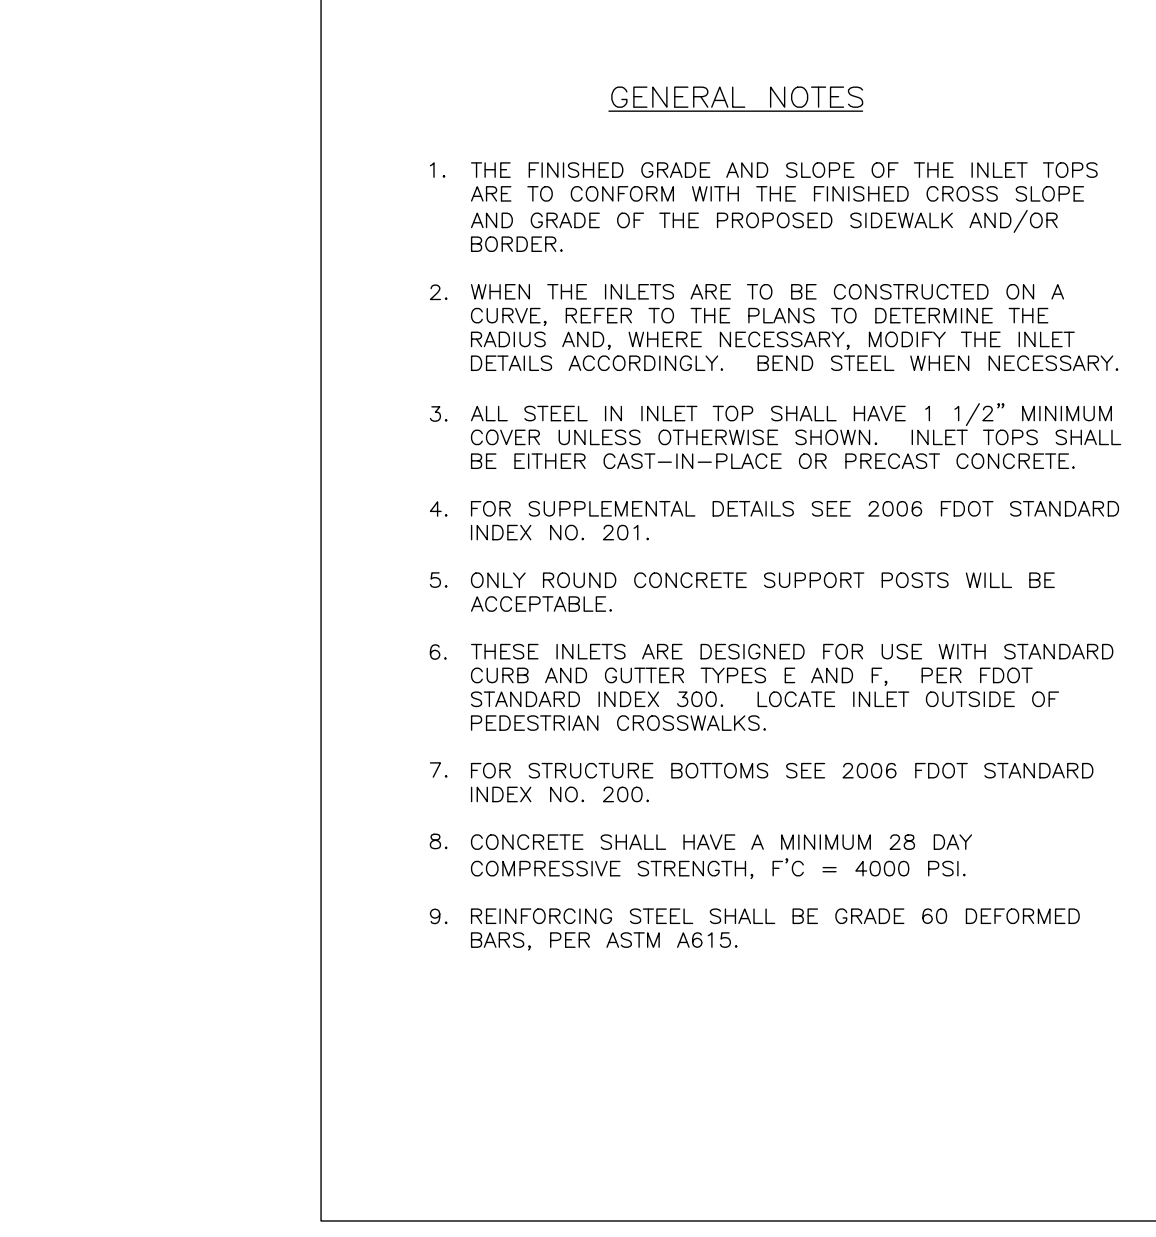 GENERAL NOTES
1. THE FINISHED GRADE AND SLOPE OF THE INLET TOPS
ARE TO CONFORM WITH THE FINISHED CROSS SLOPE
AND GRADE OF THE PROPOSED SIDEWALK AND/OR
BORDER.
2. WHEN THE INLETS ARE TO BE CONSTRUCTED ON A
CURVE, REFER TO THE PLANS TO DETERMINE THE
RADIUS AND, WHERE NECESSARY, MODIFY THE INLET
DETAILS ACCORDINGLY. BEND STEEL WHEN NECESSARY.
3. ALL STEEL IN INLET TOP SHALL HAVE 1 1/2” MINIMUM
COVER UNLESS OTHERWISE SHOWN. INLET TOPS SHALL
BE EITHER CAST–IN–PLACE OR PRECAST CONCRETE.
4. FOR SUPPLEMENTAL DETAILS SEE 2006 FDOT STANDARD
INDEX NO. 201.
5. ONLY ROUND CONCRETE SUPPORT POSTS WILL BE
ACCEPTABLE.
6. THESE INLETS ARE DESIGNED FOR USE WITH STANDARD
CURB AND GUTTER TYPES E AND F, PER FDOT
STANDARD INDEX 300. LOCATE INLET OUTSIDE OF
PEDESTRIAN CROSSWALKS.
7. FOR STRUCTURE BOTTOMS SEE 2006 FDOT STANDARD
INDEX NO. 200.
8. CONCRETE SHALL HAVE A MINIMUM 28 DAY
COMPRESSIVE STRENGTH, F’C = 4000 PSI.
9. REINFORCING STEEL SHALL BE GRADE 60 DEFORMED
BARS, PER ASTM A615.